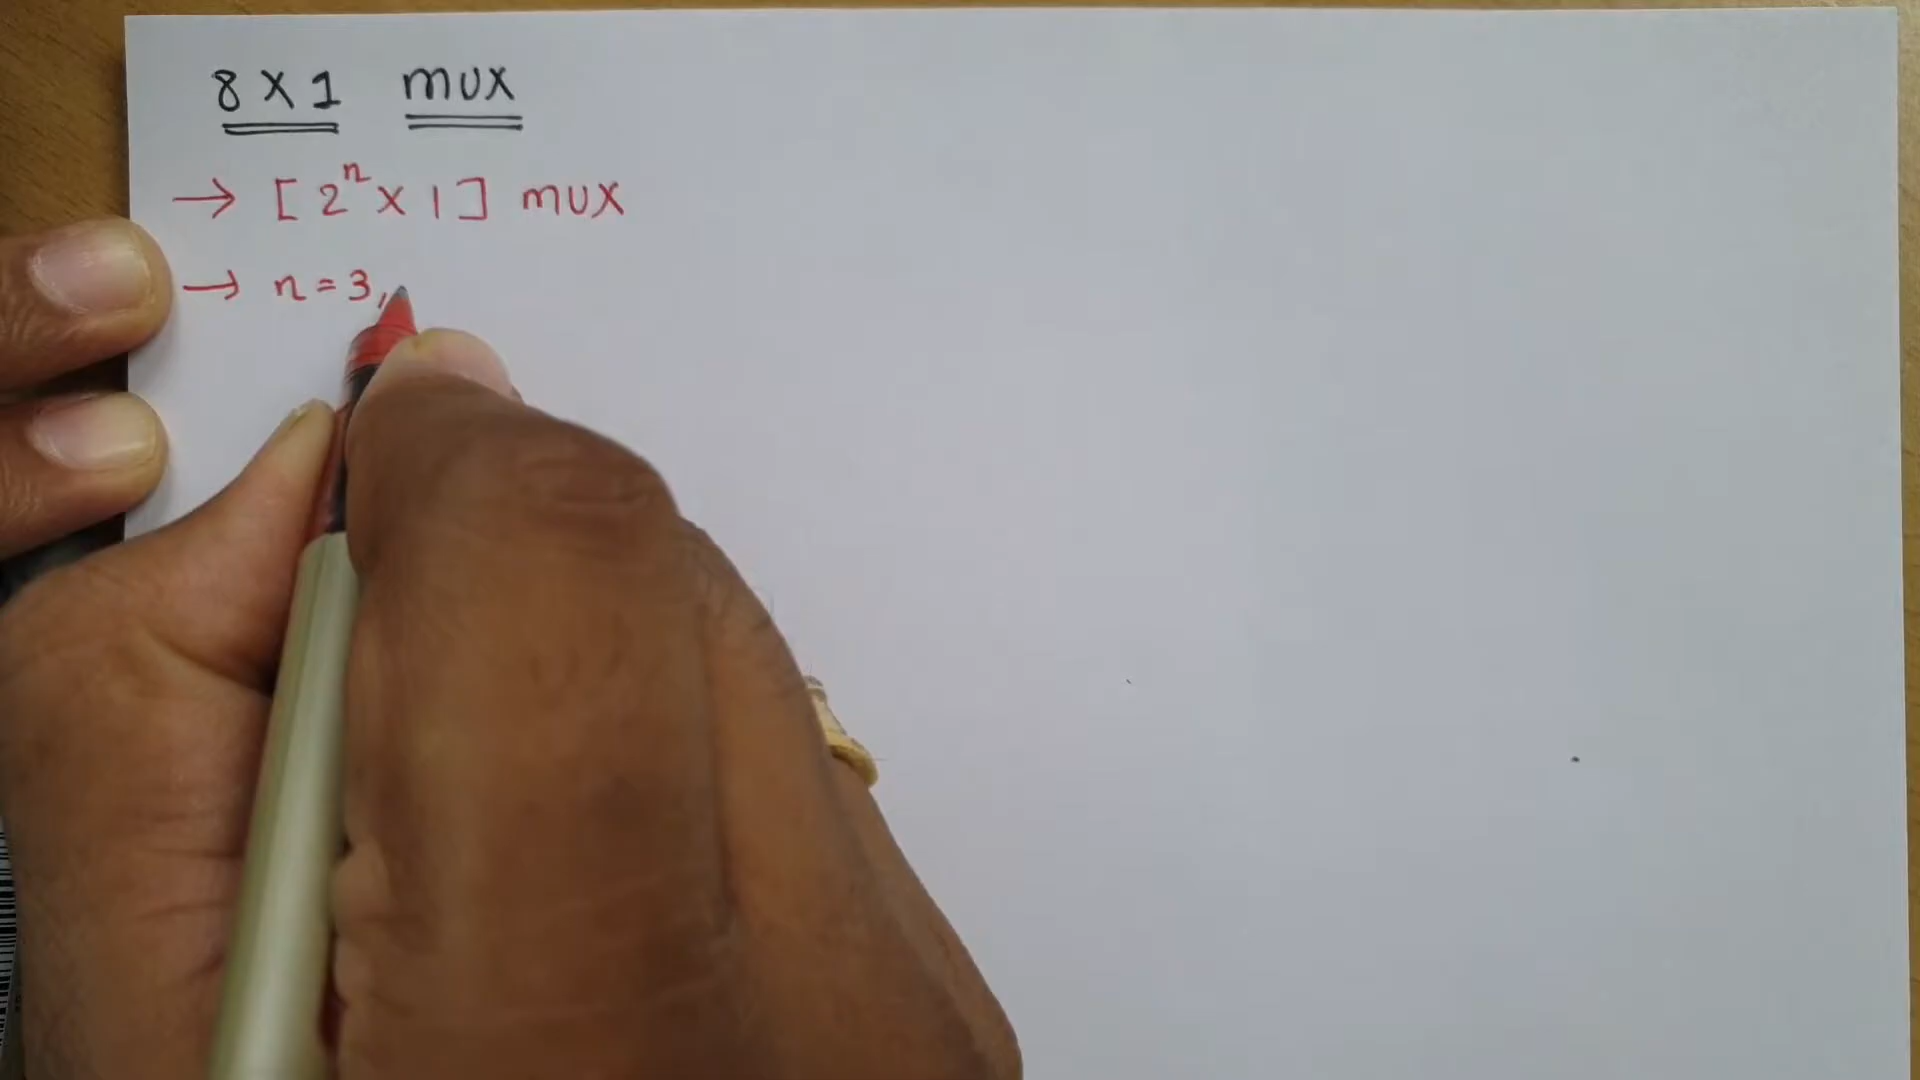 8 X 1 mux
→ [2ⁿ X 1] mux
→ n = 3,